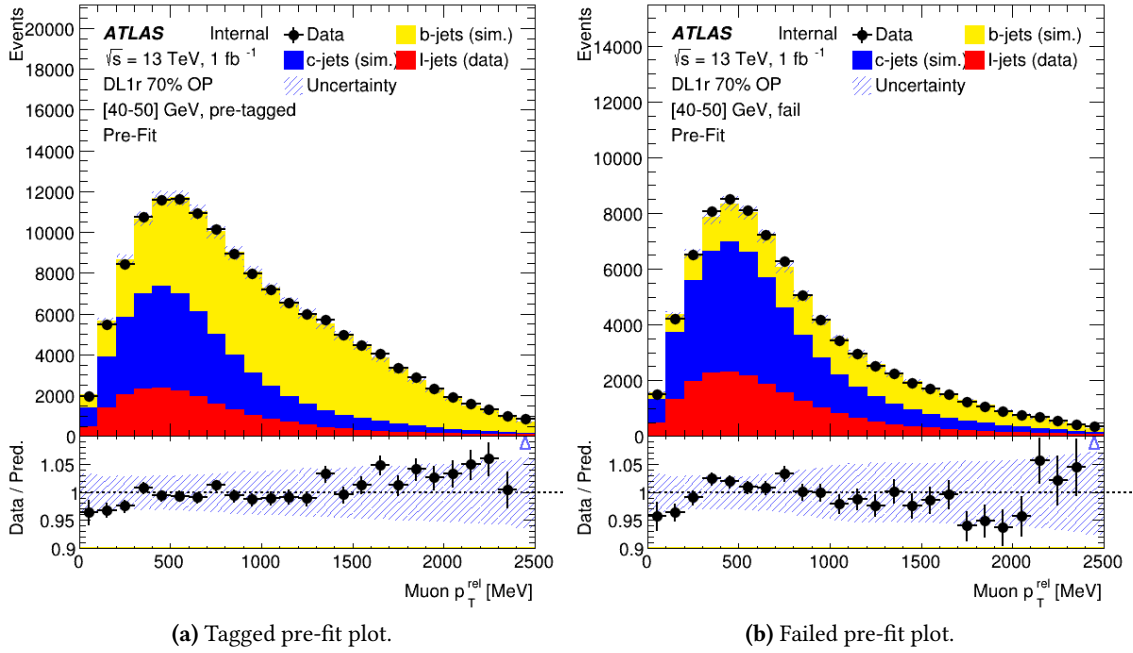 Events
20000
18000
16000
14000
12000
10000
8000
6000
4000
2000
0
ATLAS Internal
√s = 13 TeV, 1 fb -1
DL1r 70% OP
[40-50] GeV, pre-tagged
Pre-Fit
Data
b-jets (sim.)
c-jets (sim.)
l-jets (data)
Uncertainty
Data / Pred.
1.05
1
0.95
0.9
0 500 1000 1500 2000 2500
Muon p_T^rel [MeV]
(a) Tagged pre-fit plot.
Events
14000
12000
10000
8000
6000
4000
2000
0
ATLAS Internal
√s = 13 TeV, 1 fb -1
DL1r 70% OP
[40-50] GeV, fail
Pre-Fit
Data
b-jets (sim.)
c-jets (sim.)
l-jets (data)
Uncertainty
Data / Pred.
1.05
1
0.95
0.9
0 500 1000 1500 2000 2500
Muon p_T^rel [MeV]
(b) Failed pre-fit plot.